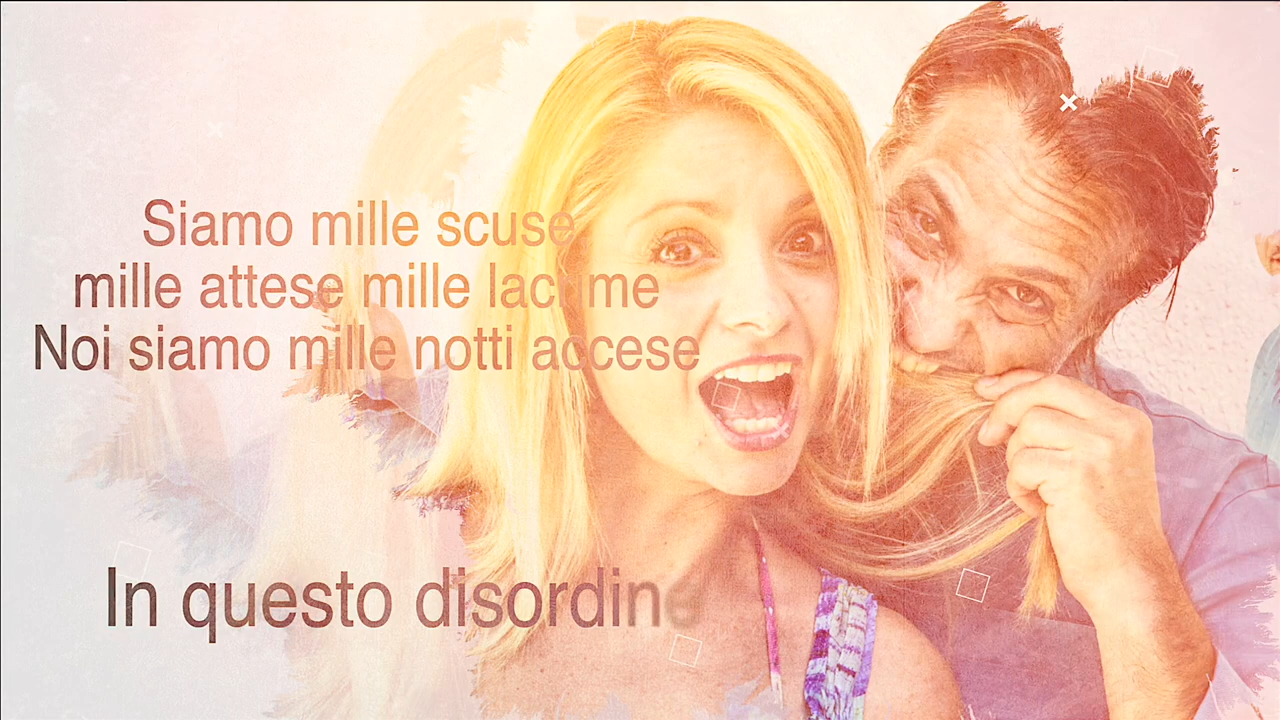 Siamo mille scuse
mille attese mille lacrime
Noi siamo mille notti accese
In questo disordine